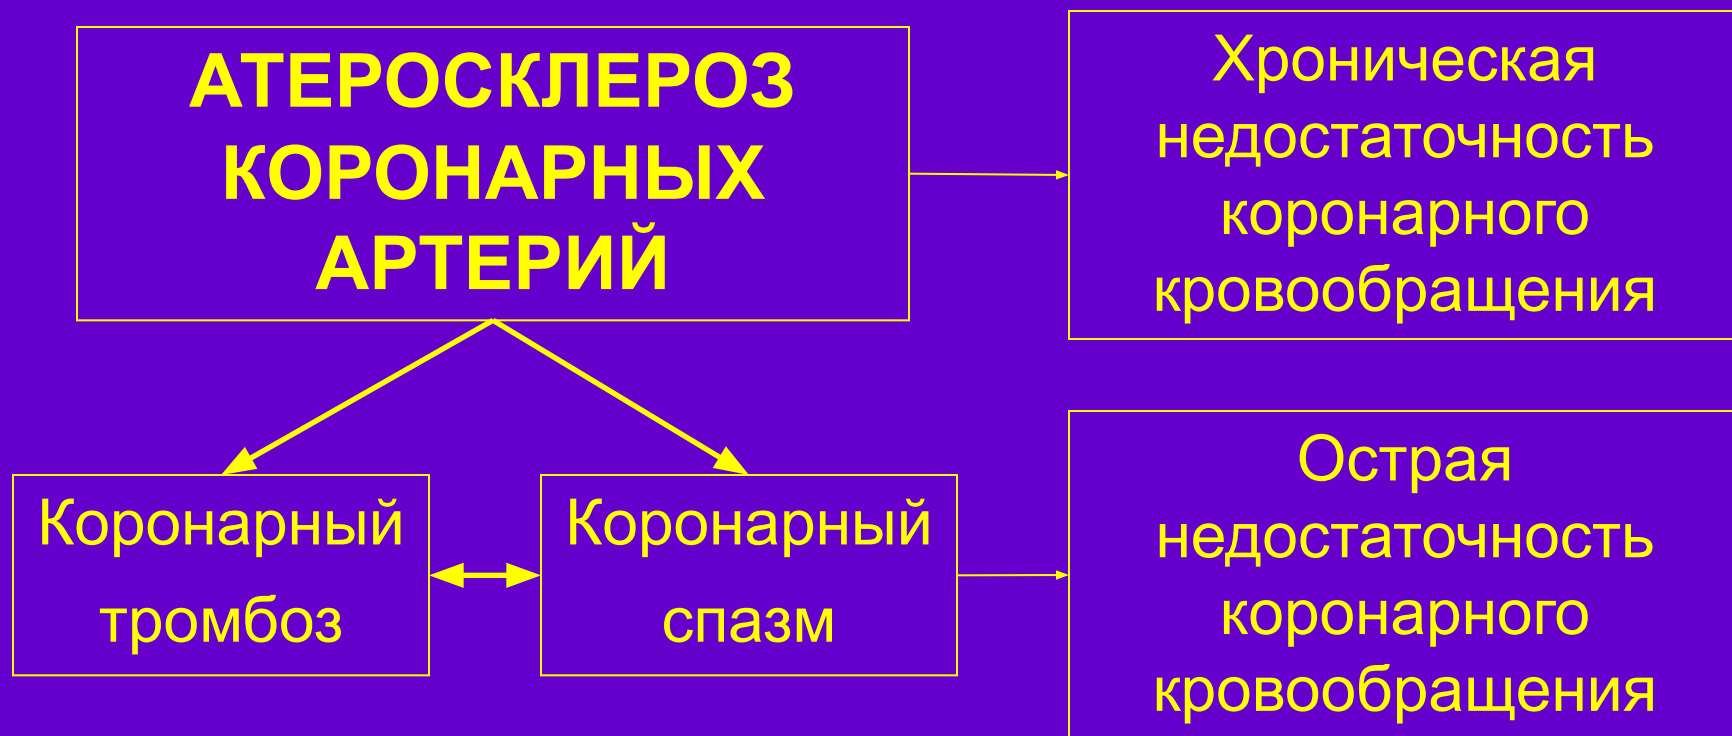 АТЕРОСКЛЕРОЗ
КОРОНАРНЫХ
АРТЕРИЙ
Хроническая
недостаточность
коронарного
кровообращения
Коронарный
тромбоз
Коронарный
спазм
Острая
недостаточность
коронарного
кровообращения